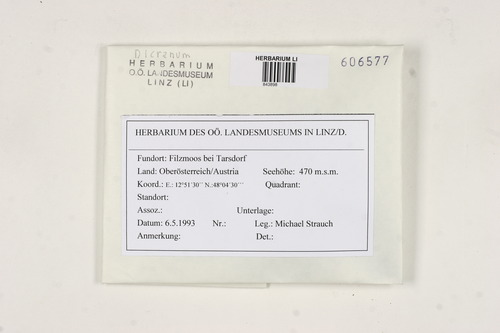 Dicranum
HERBARIUM
O.Ö. LANDESMUSEUM
LINZ (LI)
HERBARIUM LI
843898
606577
HERBARIUM DES OÖ. LANDESMUSEUMS IN LINZ/D.
Fundort: Filzmoos bei Tarsdorf
Land: Oberösterreich/Austria Seehöhe: 470 m.s.m.
Koord.: E.: 12°51´30´´ N.:48°04´30´´´ Quadrant:
Standort:
Assoz.: Unterlage:
Datum: 6.5.1993 Nr.: Leg.: Michael Strauch
Anmerkung: Det.: